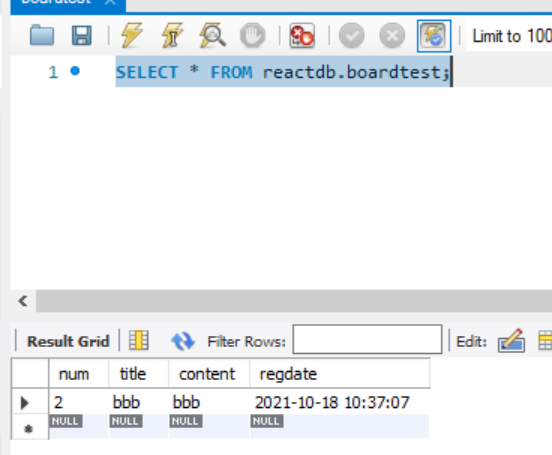 boardtest ×
Limit to 100
1 SELECT * FROM reactdb.boardtest;
Result Grid Filter Rows: Edit:
num title content regdate
2 bbb bbb 2021-10-18 10:37:07
NULL NULL NULL NULL